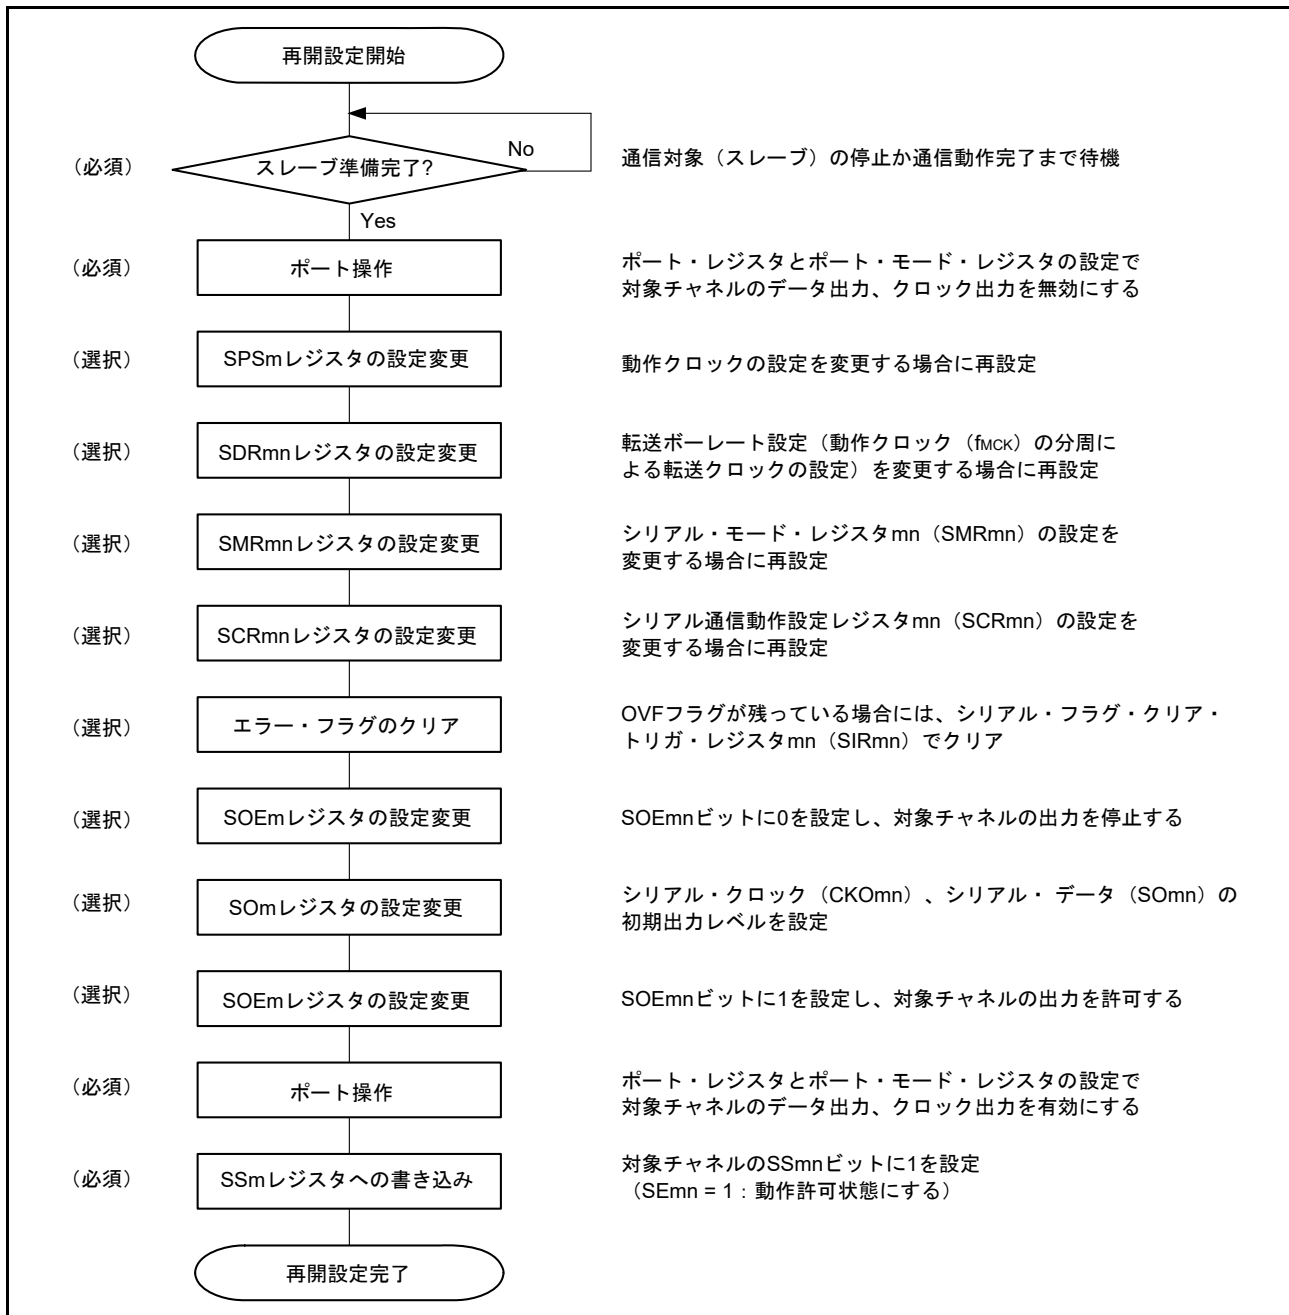 再開設定開始
(必須)
スレーブ準備完了?
No
通信対象(スレーブ)の停止か通信動作完了まで待機
Yes
(必須)
ポート操作
ポート・レジスタとポート・モード・レジスタの設定で
対象チャネルのデータ出力、クロック出力を無効にする
(選択)
SPSmレジスタの設定変更
動作クロックの設定を変更する場合に再設定
(選択)
SDRmnレジスタの設定変更
転送ボーレート設定(動作クロック(fMCK)の分周に
よる転送クロックの設定)を変更する場合に再設定
(選択)
SMRmnレジスタの設定変更
シリアル・モード・レジスタmn(SMRmn)の設定を
変更する場合に再設定
(選択)
SCRmnレジスタの設定変更
シリアル通信動作設定レジスタmn(SCRmn)の設定を
変更する場合に再設定
(選択)
エラー・フラグのクリア
OVFフラグが残っている場合には、シリアル・フラグ・クリア・
トリガ・レジスタmn(SIRmn)でクリア
(選択)
SOEmレジスタの設定変更
SOEmnビットに0を設定し、対象チャネルの出力を停止する
(選択)
SOmレジスタの設定変更
シリアル・クロック(CKOmn)、シリアル・ データ(SOmn)の
初期出力レベルを設定
(選択)
SOEmレジスタの設定変更
SOEmnビットに1を設定し、対象チャネルの出力を許可する
(必須)
ポート操作
ポート・レジスタとポート・モード・レジスタの設定で
対象チャネルのデータ出力、クロック出力を有効にする
(必須)
SSmレジスタへの書き込み
対象チャネルのSSmnビットに1を設定
(SEmn = 1:動作許可状態にする)
再開設定完了